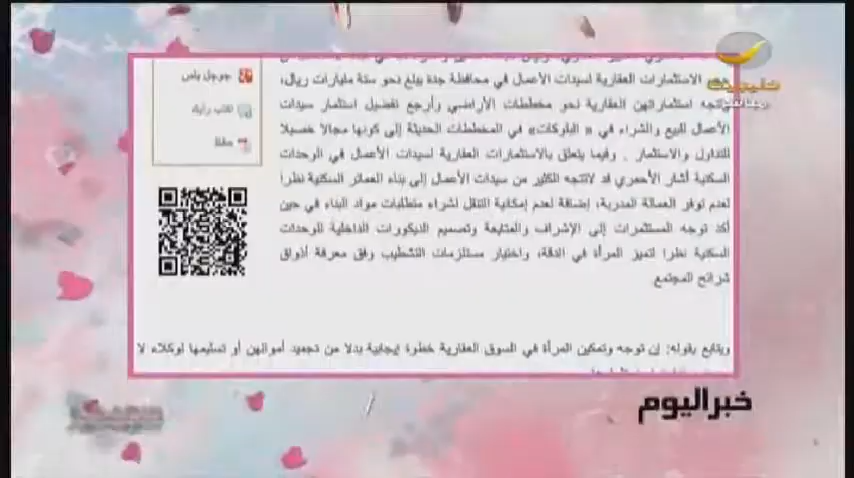 الاستثمارات العقارية لسيدات الأعمال في محافظة جدة يبلغ نحو ستة مليارات ريال،
وتتجه استثماراتهن العقارية نحو مخططات الأراضي وأرجع تفضيل استثمار سيدات
الأعمال للبيع والشراء في « البلوكات» في المخططات الحديثة إلى كونها مجالا خصبا
للتداول والاستثمار . وفيما يتعلق بالاستثمارات العقارية لسيدات الأعمال في الوحدات
السكنية أشار الأحمري قد لاتتجه الكثير من سيدات الأعمال إلى بناء العمائر السكنية نظرا
لعدم توفر العمالة المدربة، إضافة لعدم إمكانية التنقل لشراء متطلبات مواد البناء في حين
أكد توجه المستثمرات إلى الإشراف والمتابعة وتصميم الديكورات الداخلية للوحدات
السكنية نظرا لتميز المرأة في الدقة، واختيار مستلزمات التشطيب وفق معرفة أذواق
شرائح المجتمع.
ويتابع بقوله: إن توجه وتمكين المرأة في السوق العقارية خطوة إيجابية بدلا من تجميد أموالهن أو تسليمها لوكلاء لا
جوجل بلس
اكتب رأيك
حفظ
خليجية
مباشر
خبر اليوم